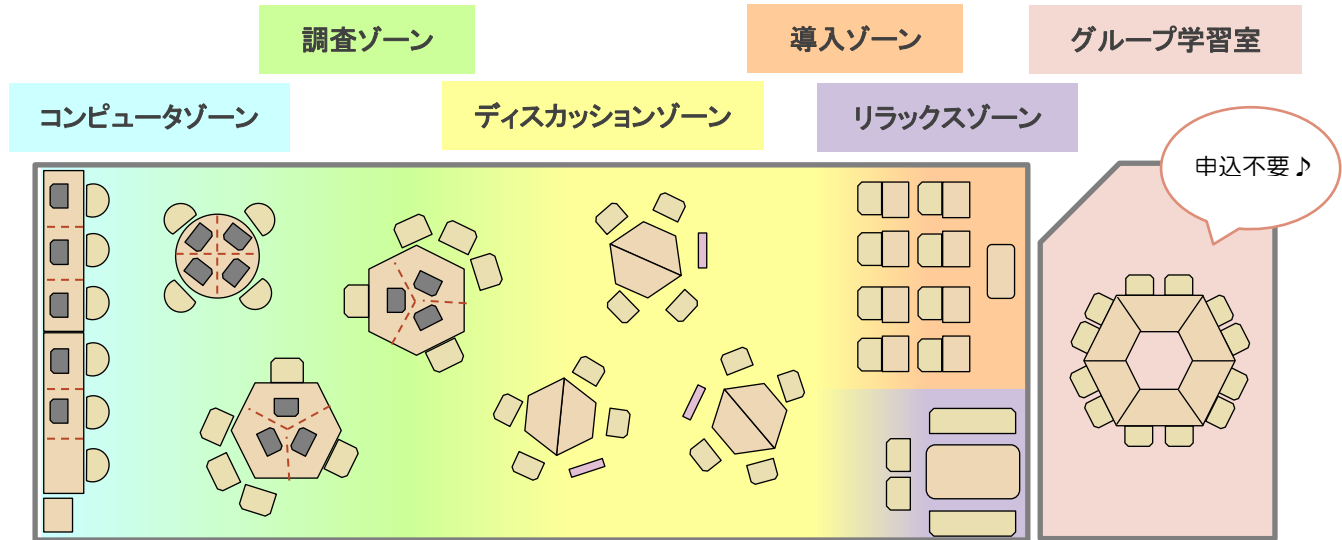 調査ゾーン
導入ゾーン
グループ学習室
コンピュータゾーン
ディスカッションゾーン
リラックスゾーン
申込不要♪